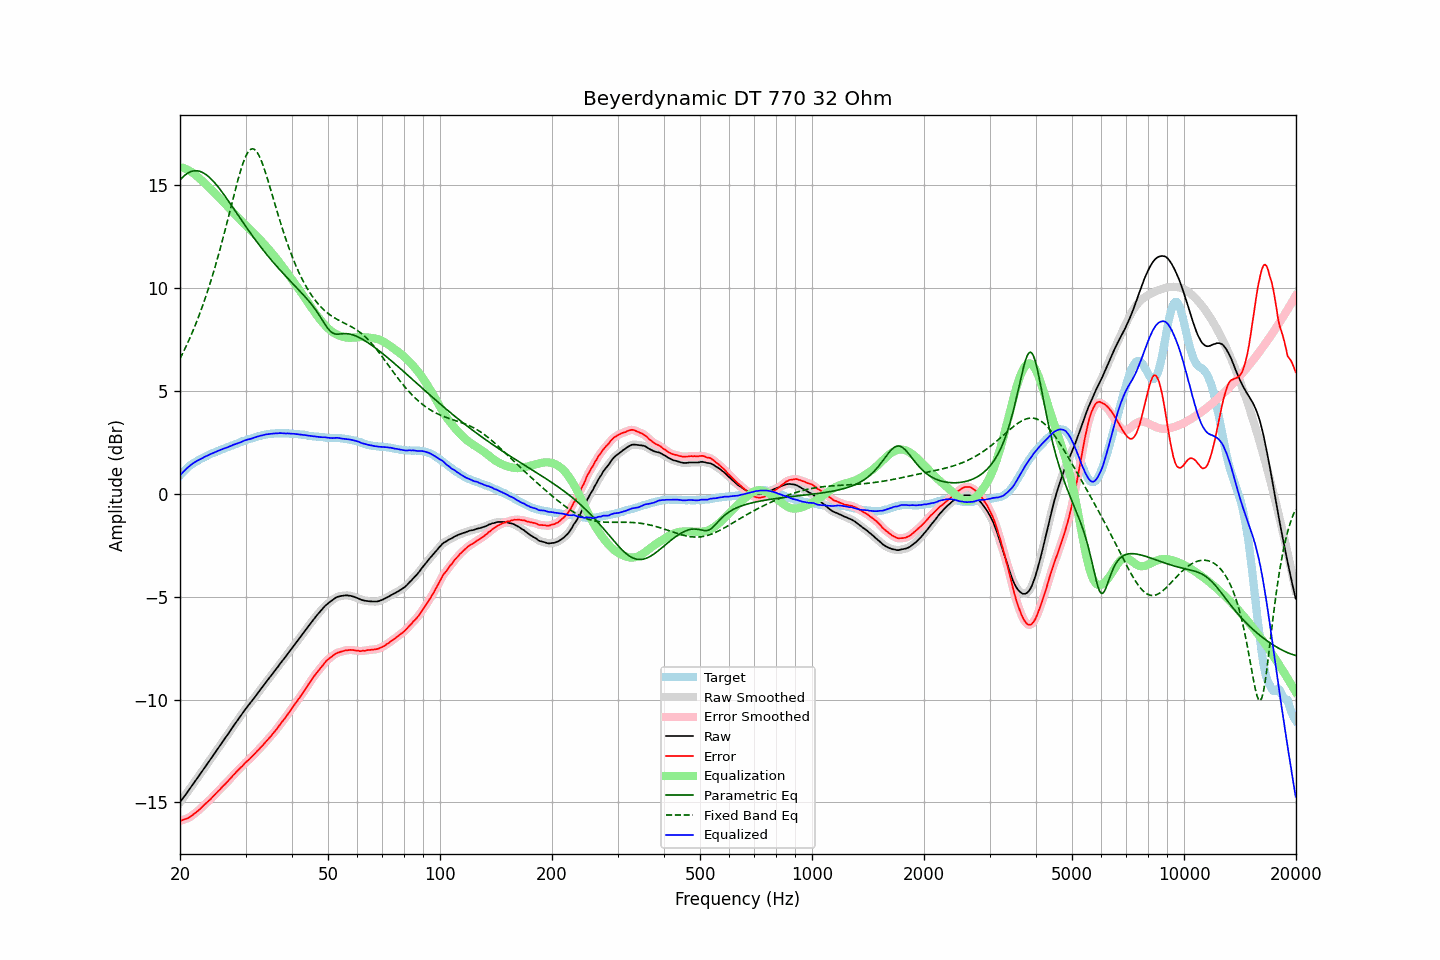 Beyerdynamic DT 770 32 Ohm
Amplitude (dBr)
15
10
5
0
−5
−10
−15
Target
Raw Smoothed
Error Smoothed
Raw
Error
Equalization
Parametric Eq
Fixed Band Eq
Equalized
20 50 100 200 500 1000 2000 5000 10000 20000
Frequency (Hz)